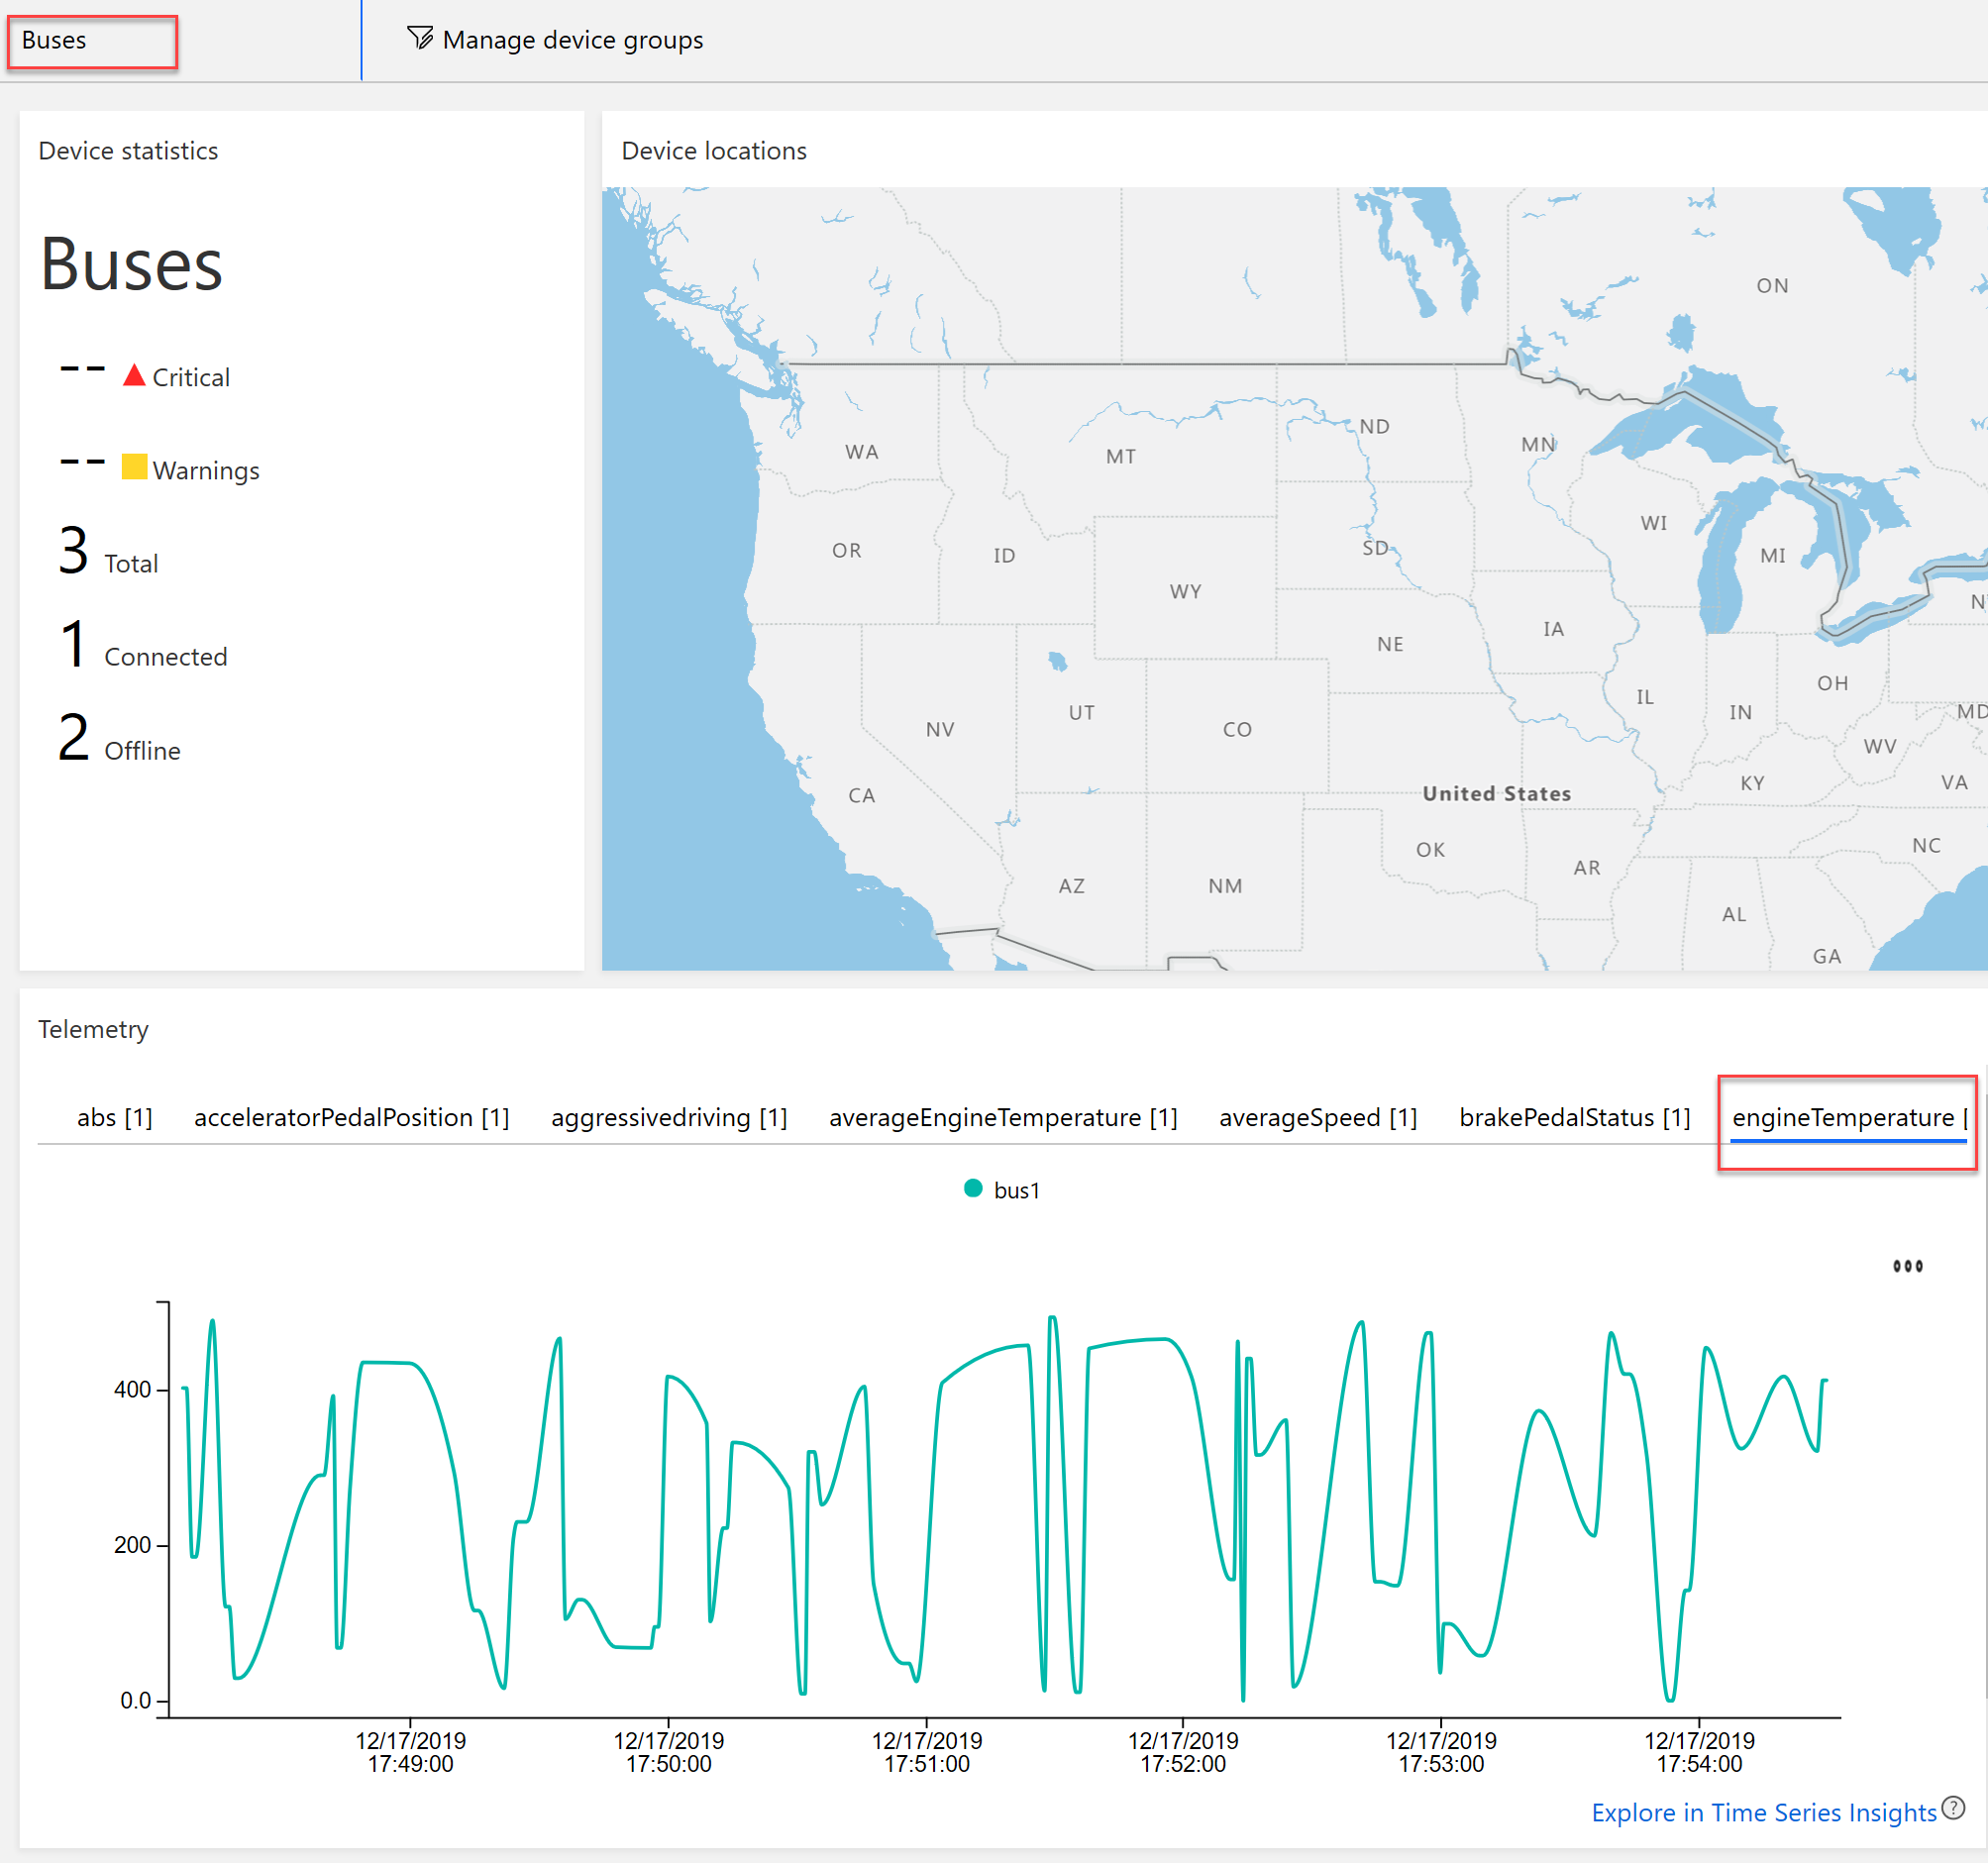 Buses
Manage device groups
Device statistics
Buses
-- Critical
-- Warnings
3 Total
1 Connected
2 Offline
Device locations
ON
WA
MT
ND
MN
OR
ID
WY
SD
WI
MI
NE
IA
NV
UT
CO
IL
IN
OH
MD
WV
CA
United States
KY
VA
OK
AR
NC
AZ
NM
AL
GA
Telemetry
abs [1] acceleratorPedalPosition [1] aggressivedriving [1] averageEngineTemperature [1] averageSpeed [1] brakePedalStatus [1] engineTemperature [
bus1
400
200
0.0
12/17/2019 12/17/2019 12/17/2019 12/17/2019 12/17/2019 12/17/2019
17:49:00 17:50:00 17:51:00 17:52:00 17:53:00 17:54:00
Explore in Time Series Insights ?